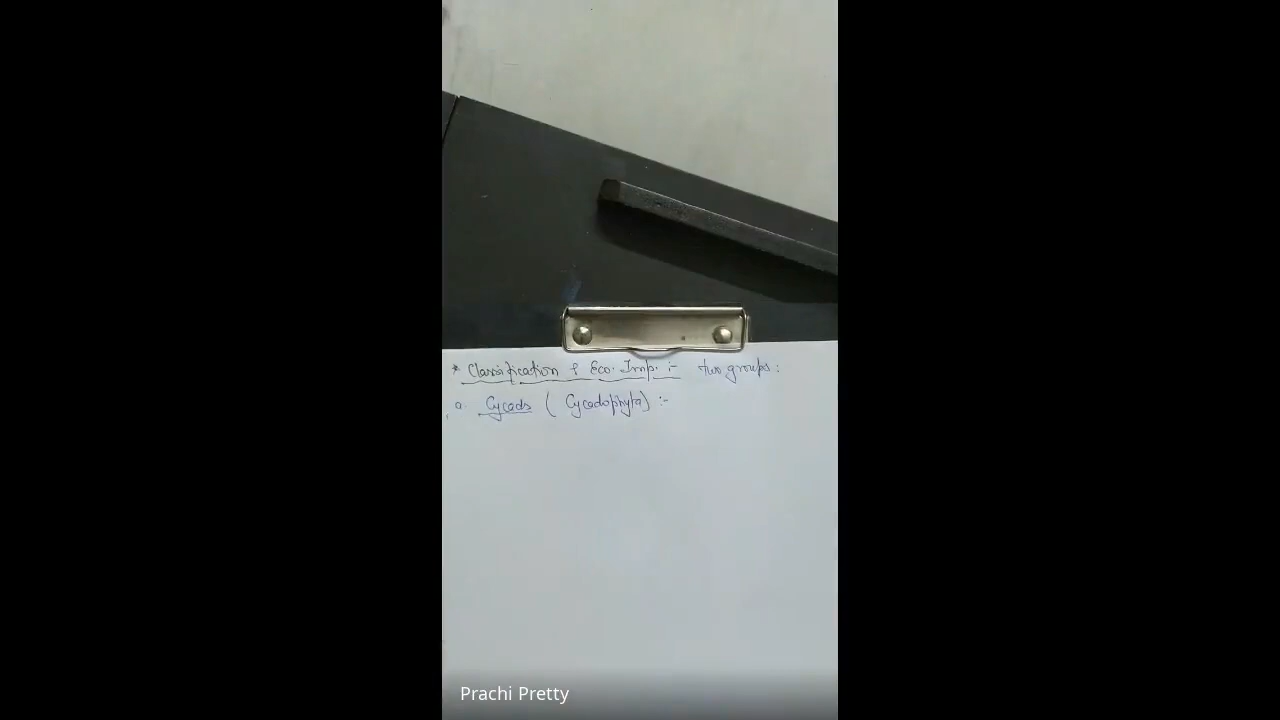 * Classification & Eco. Imp. :- two groups :
a. Cycads ( Cycadophyta) :-
Prachi Pretty